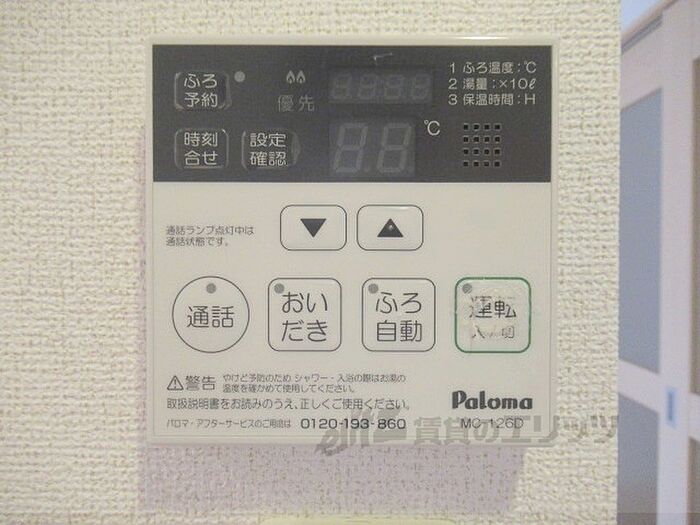 ふろ
予約
優先
1 ふろ温度:℃
2 湯量:×10ℓ
3 保温時間:H
時刻
合せ
設定
確認
℃
通話ランプ点灯中は
通話状態です。
▼
▲
通話
おい
だき
ふろ
自動
運転
入/切
⚠警告 やけど予防のため シャワー・入浴の際はお湯の
温度を確かめて使用してください。
取扱説明書をお読みのうえ、正しくご使用ください。
パロマ・アフターサービスのご用命は 0120-193-860
Paloma
MC-126D
賃貸のエリッツ